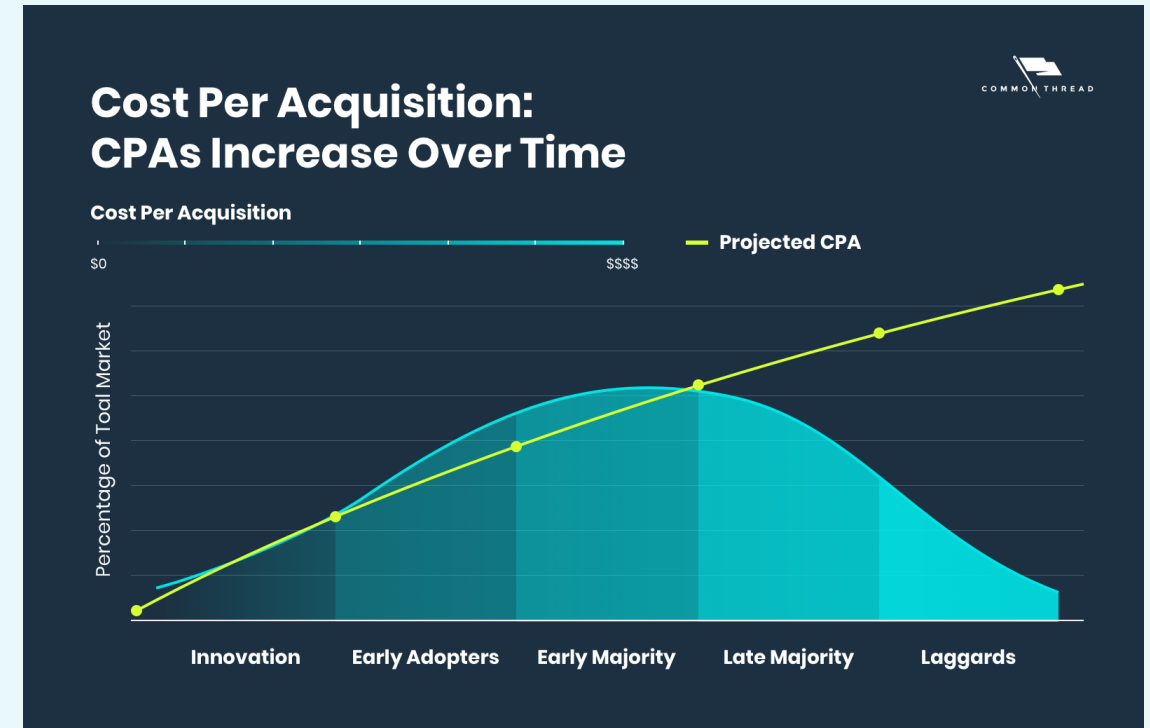 COMMON THREAD
Cost Per Acquisition:
CPAs Increase Over Time
Cost Per Acquisition
$0
$$$$
Projected CPA
Percentage of Toal Market
Innovation
Early Adopters
Early Majority
Late Majority
Laggards